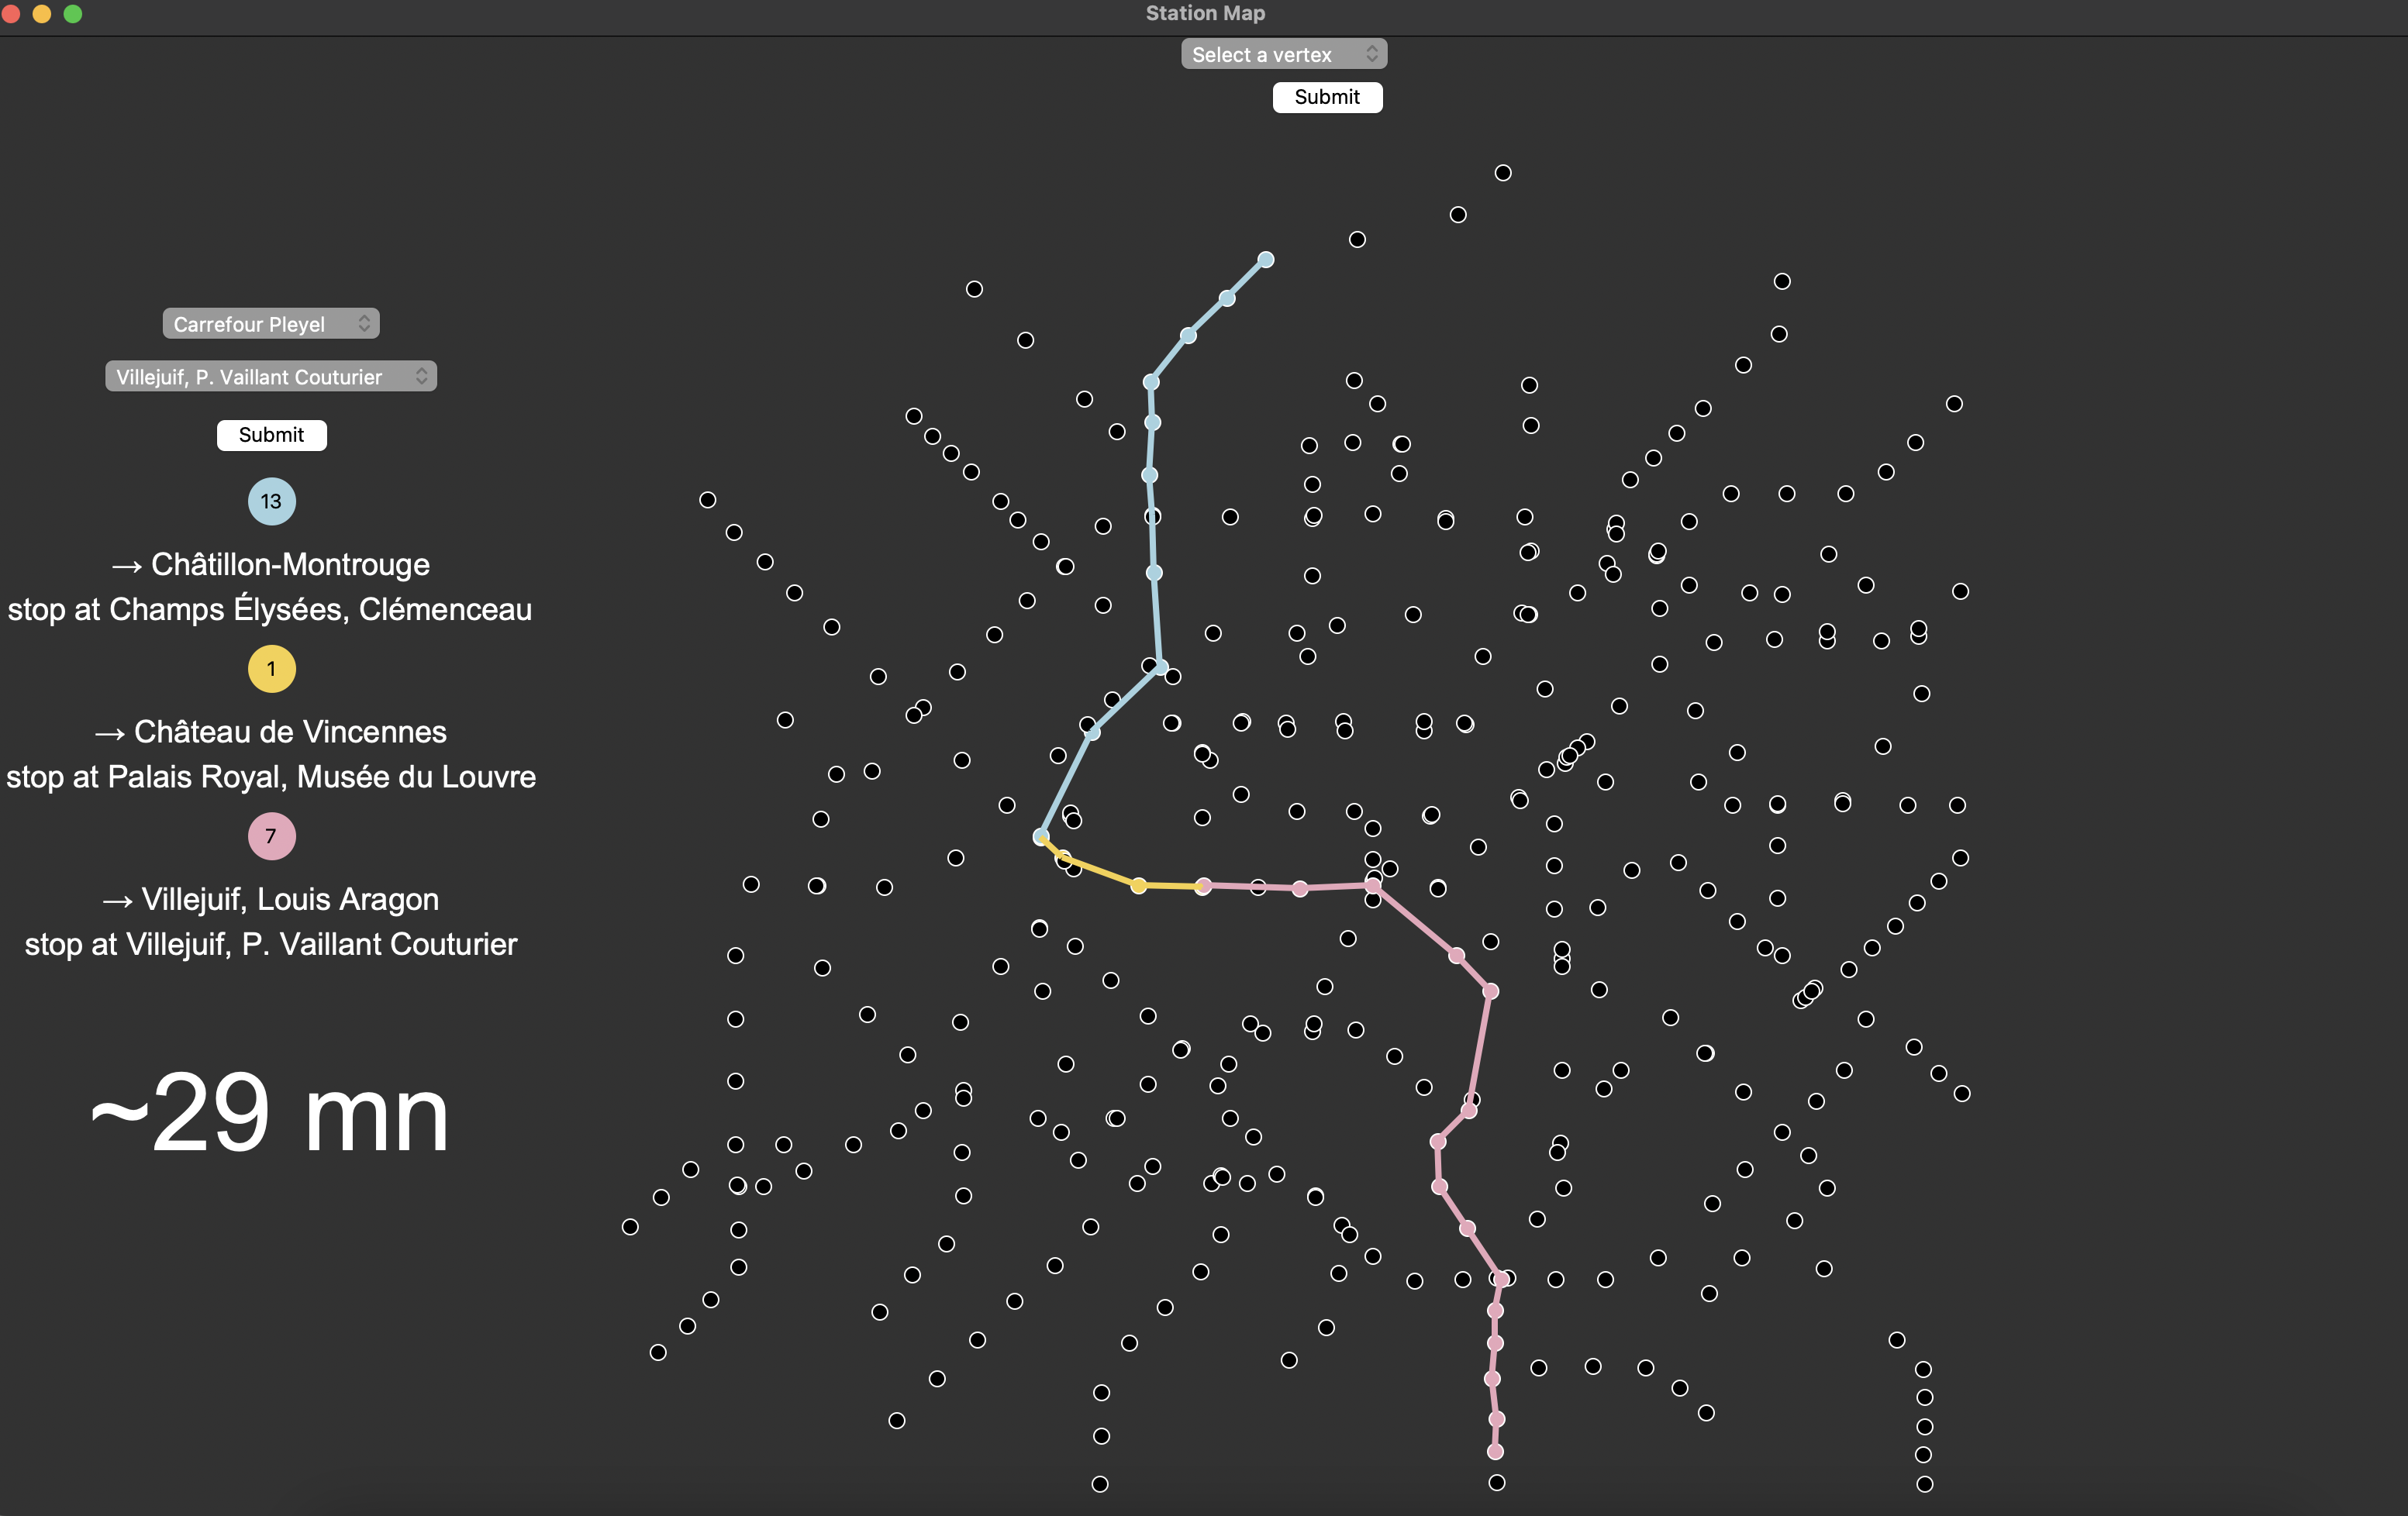 Station Map
Select a vertex
Submit
Carrefour Pleyel
Villejuif, P. Vaillant Couturier
Submit
13
→ Châtillon-Montrouge
stop at Champs Élysées, Clémenceau
1
→ Château de Vincennes
stop at Palais Royal, Musée du Louvre
7
→ Villejuif, Louis Aragon
stop at Villejuif, P. Vaillant Couturier
~29 mn